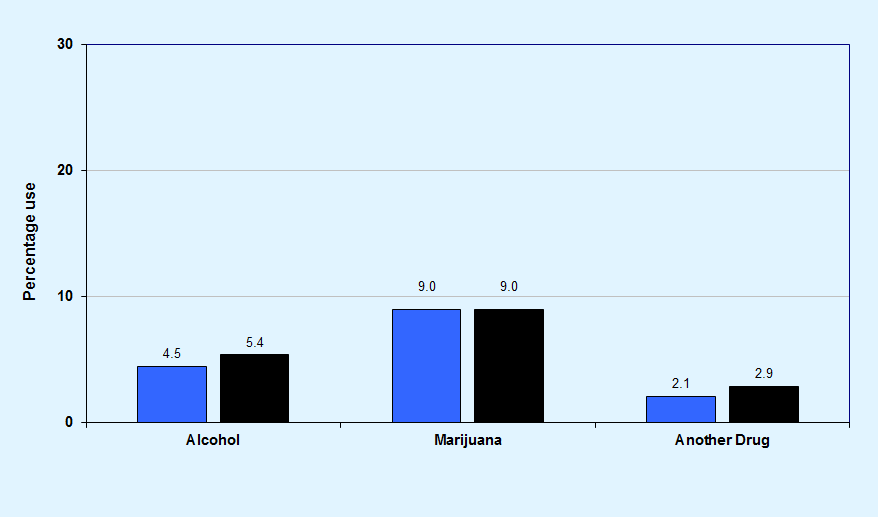 30
20
10
0
Percentage use
4.5
5.4
9.0
9.0
2.1
2.9
Alcohol
Marijuana
Another Drug